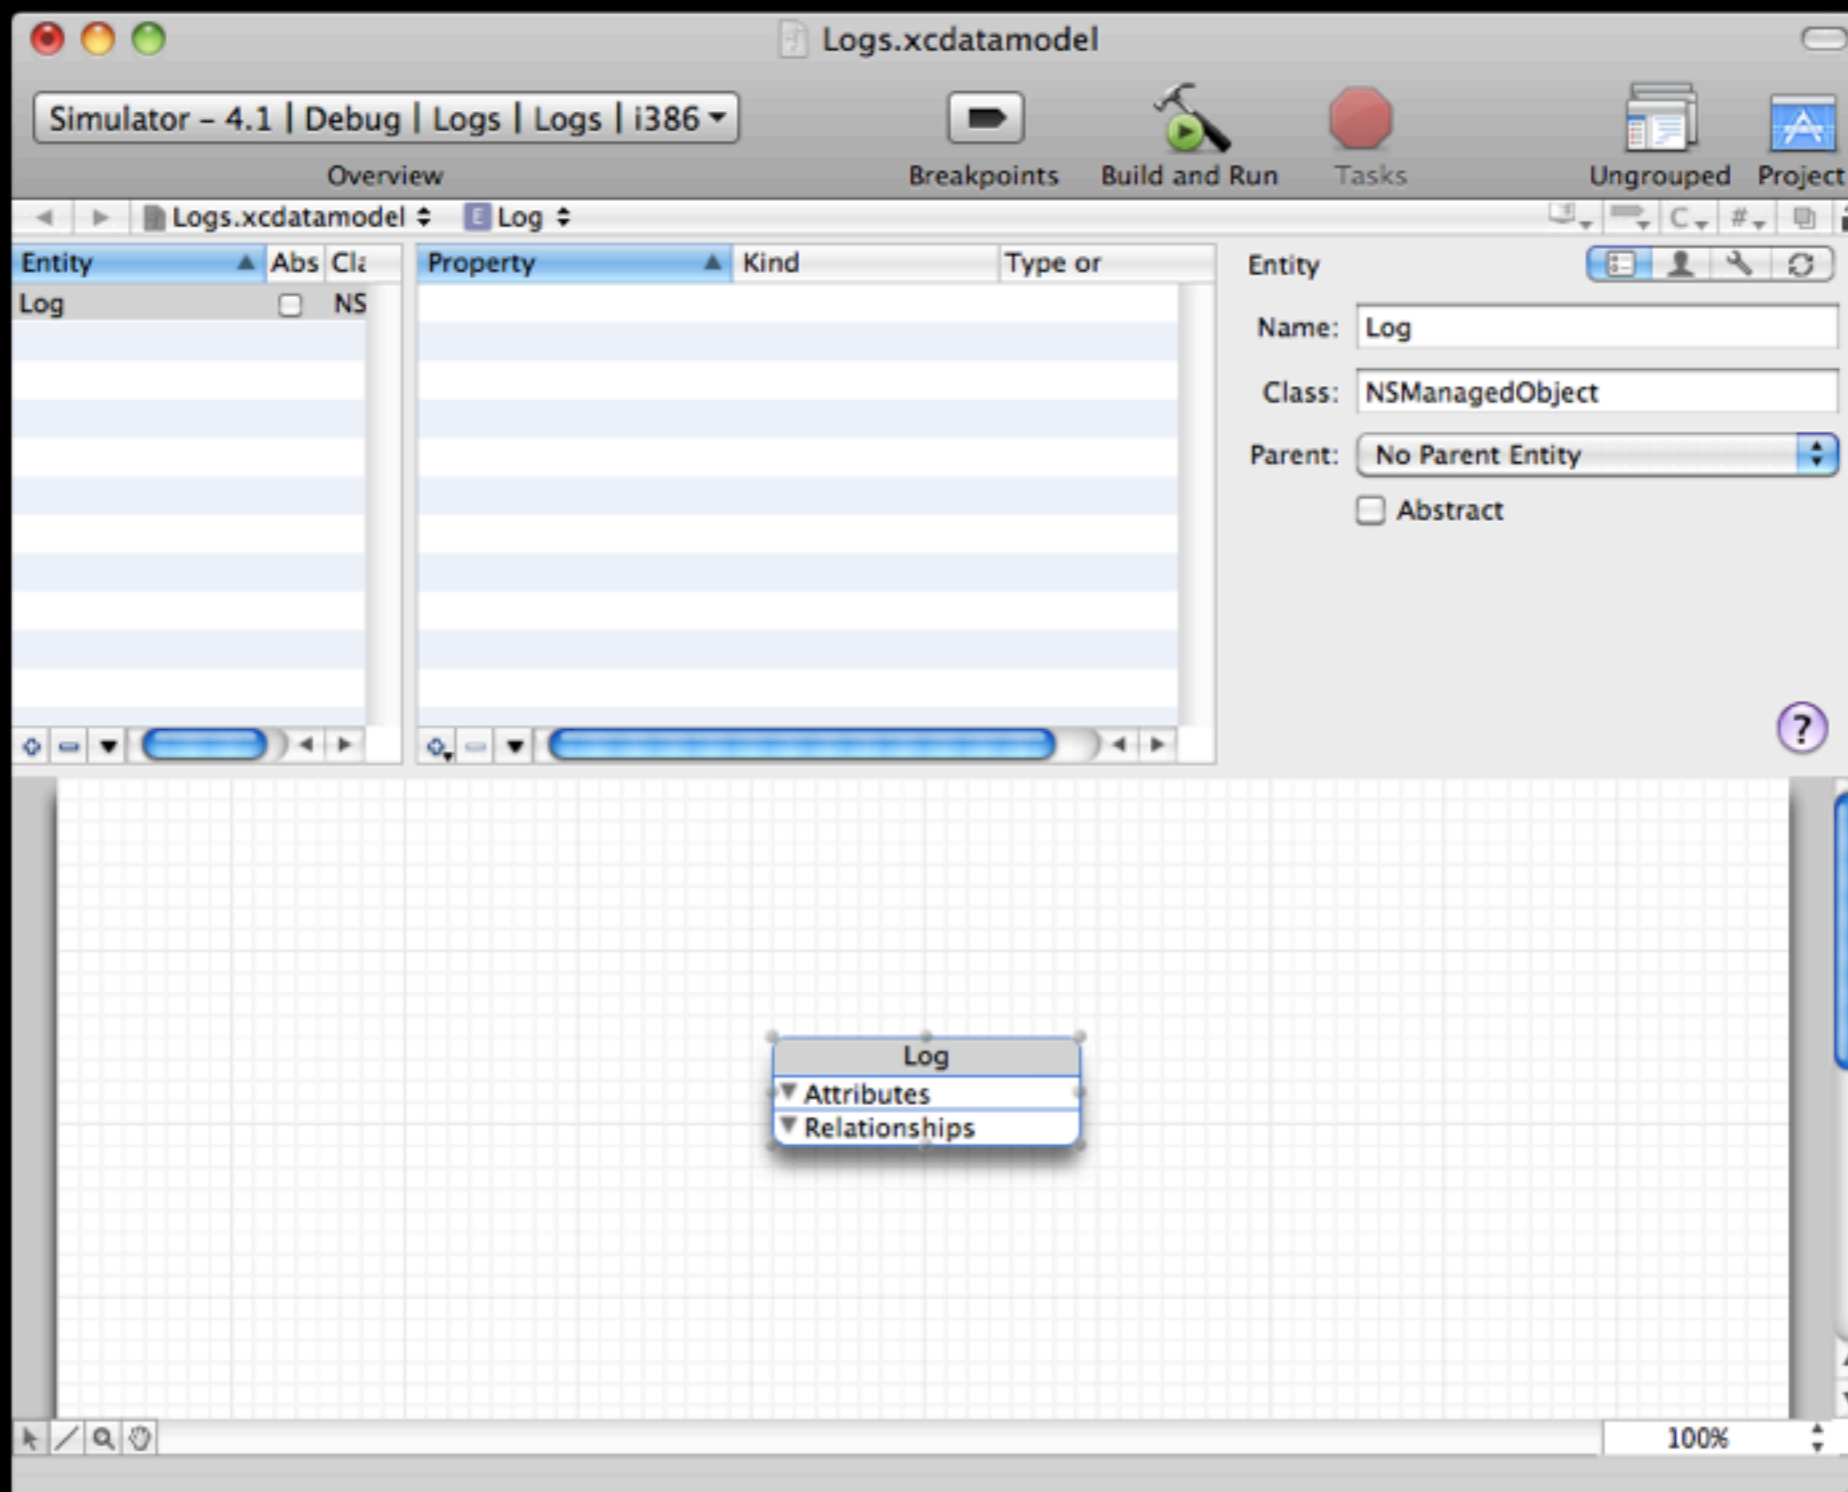 Logs.xcdatamodel
Simulator - 4.1 | Debug | Logs | Logs | i386
Overview
Breakpoints
Build and Run
Tasks
Ungrouped
Project
Logs.xcdatamodel
E Log
C
#
Entity
Abs
Cla
Log
NS
Property
Kind
Type or
Entity
Name: Log
Class: NSManagedObject
Parent: No Parent Entity
Abstract
?
Log
Attributes
Relationships
100%